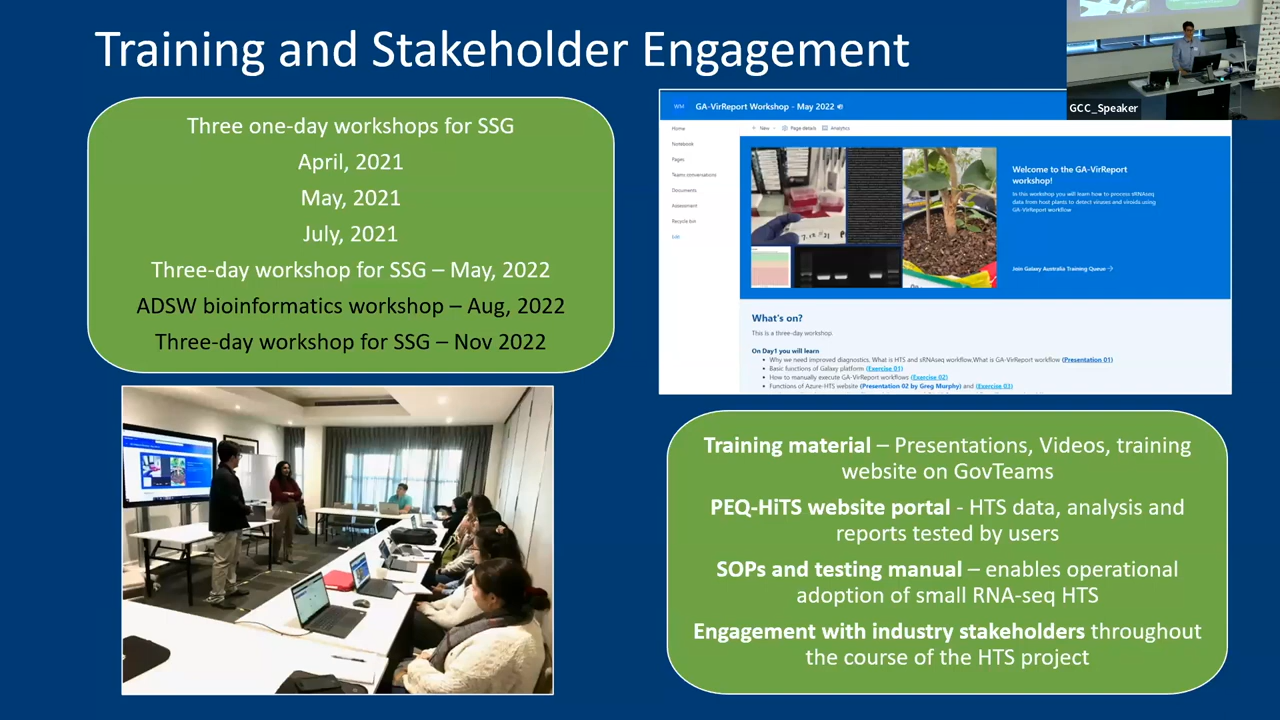 Training and Stakeholder Engagement
GCC_Speaker
Three one-day workshops for SSG
April, 2021
May, 2021
July, 2021
Three-day workshop for SSG – May, 2022
ADSW bioinformatics workshop – Aug, 2022
Three-day workshop for SSG – Nov 2022
WM GA-VirReport Workshop - May 2022
Home
Notebook
Pages
Teams conversations
Documents
Assessment
Recycle bin
Edit
+ New Page details Analytics
Welcome to the GA-VirReport
workshop!
In this workshop you will learn how to process sRNAseq
data from host plants to detect viruses and viroids using
GA-VirReport workflow
Join Galaxy Australia Training Queue→
What's on?
This is a three-day workshop.
On Day1 you will learn
• Why we need improved diagnostics, What is HTS and sRNAseq workflow,What is GA-VirReport workflow (Presentation 01)
• Basic functions of Galaxy platform (Exercise 01)
• How to manually execute GA-VirReport workflows (Exercise 02)
• Functions of Azure-HTS website (Presentation 02 by Greg Murphy) and (Exercise 03)
Training material – Presentations, Videos, training
website on GovTeams
PEQ-HiTS website portal - HTS data, analysis and
reports tested by users
SOPs and testing manual – enables operational
adoption of small RNA-seq HTS
Engagement with industry stakeholders throughout
the course of the HTS project